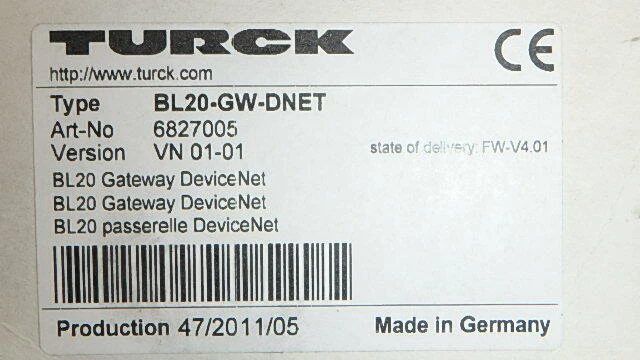 TURCK
CE
http://www.turck.com
Type BL20-GW-DNET
Art-No 6827005
Version VN 01-01 state of delivery: FW-V4.01
BL20 Gateway DeviceNet
BL20 Gateway DeviceNet
BL20 passerelle DeviceNet
Production 47/2011/05 Made in Germany